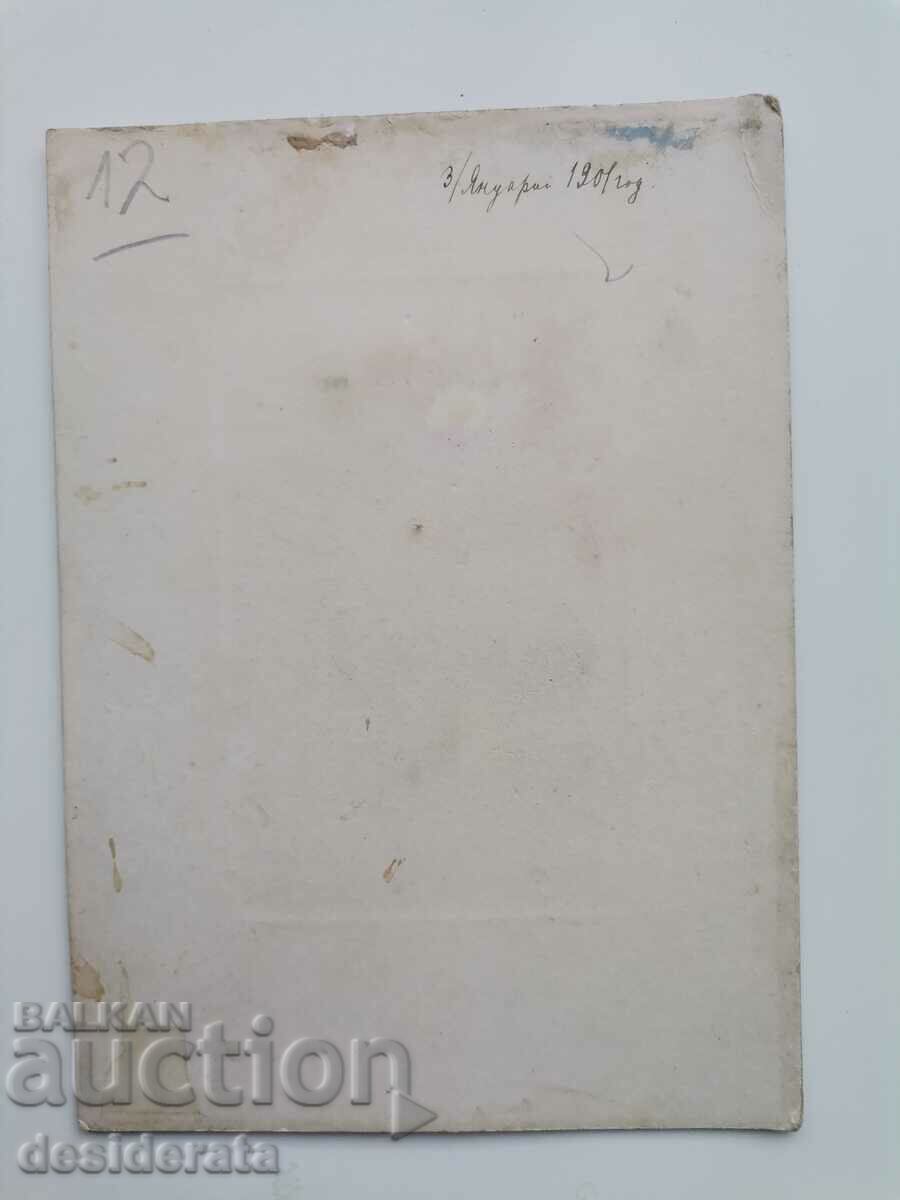 12
3/Януарий 1901 год.
BALKAN
auction
desiderata